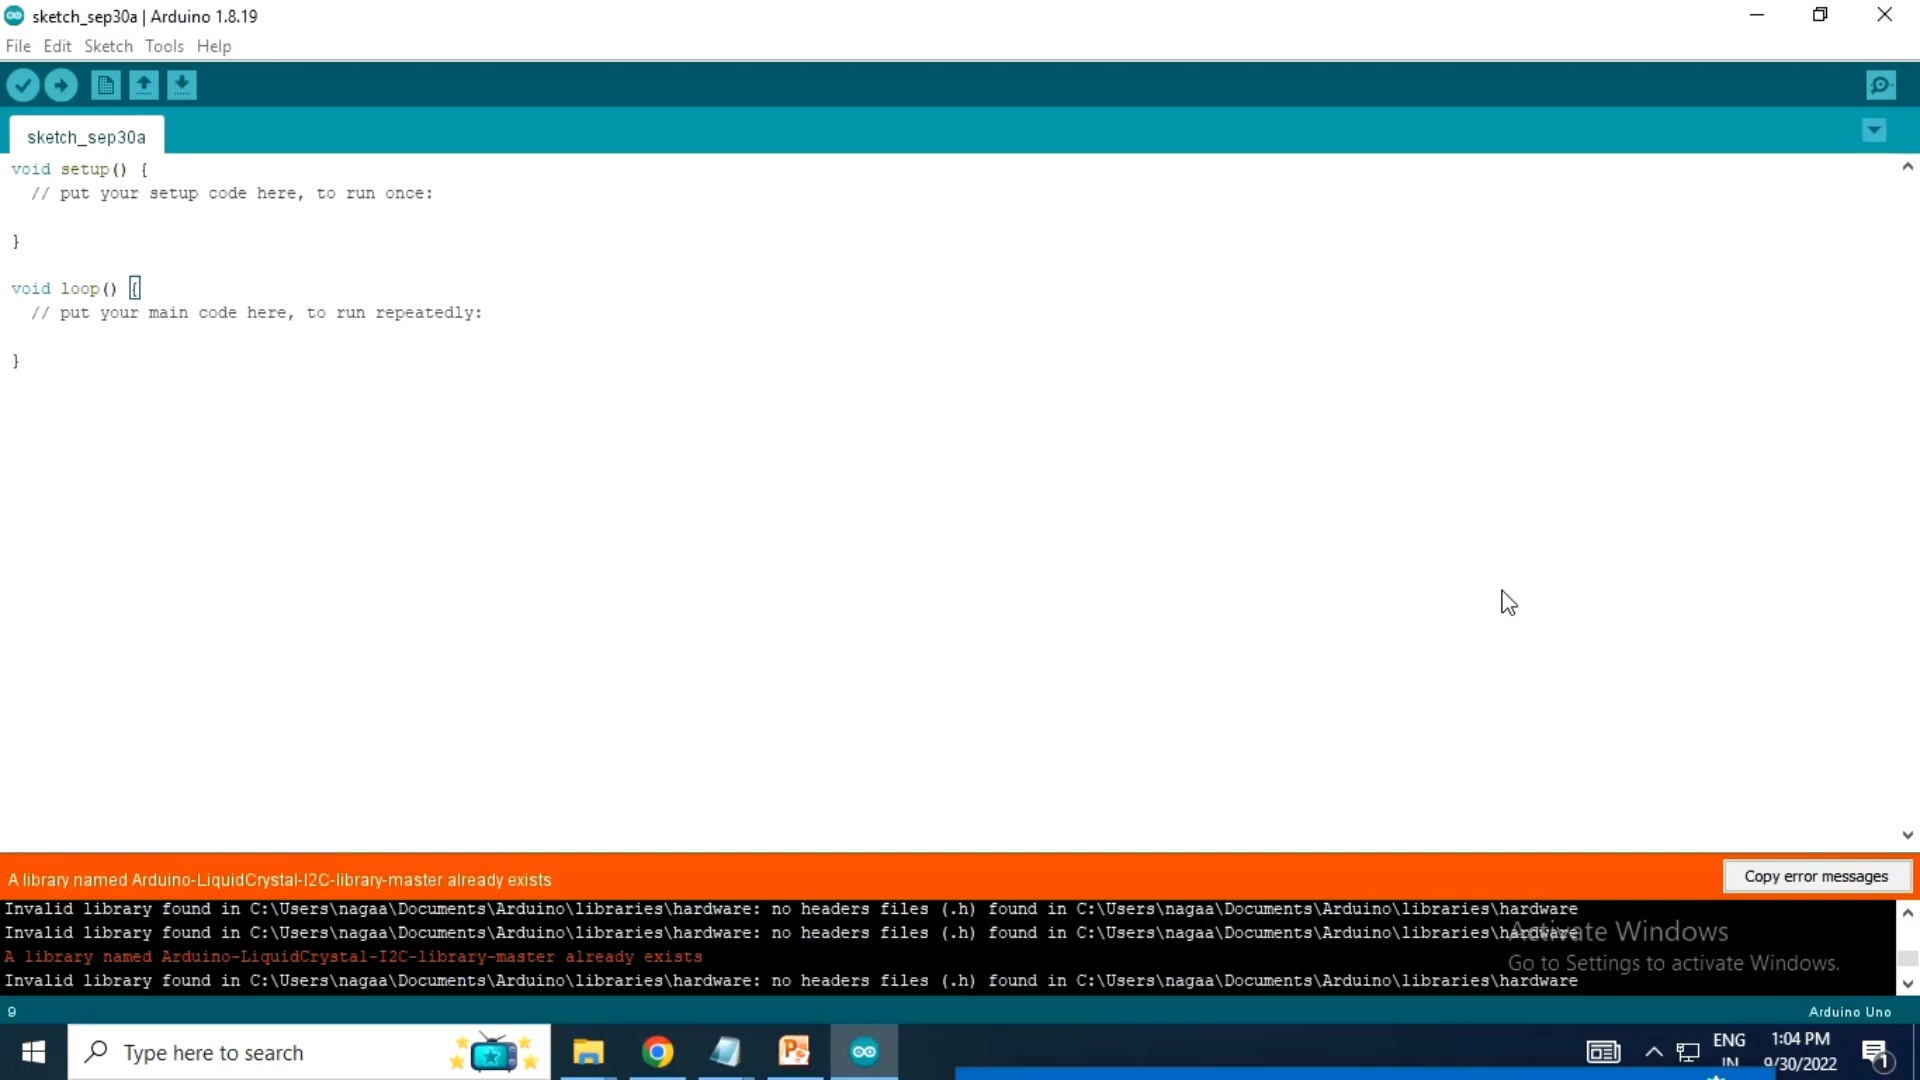 sketch_sep30a | Arduino 1.8.19
File Edit Sketch Tools Help
sketch_sep30a
void setup() {
// put your setup code here, to run once:
}
void loop() {
// put your main code here, to run repeatedly:
}
A library named Arduino-LiquidCrystal-I2C-library-master already exists
Copy error messages
Invalid library found in C:\Users\nagaa\Documents\Arduino\libraries\hardware: no headers files (.h) found in C:\Users\nagaa\Documents\Arduino\libraries\hardware
Invalid library found in C:\Users\nagaa\Documents\Arduino\libraries\hardware: no headers files (.h) found in C:\Users\nagaa\Documents\Arduino\libraries\hardware
A library named Arduino-LiquidCrystal-I2C-library-master already exists
Invalid library found in C:\Users\nagaa\Documents\Arduino\libraries\hardware: no headers files (.h) found in C:\Users\nagaa\Documents\Arduino\libraries\hardware
Activate Windows
Go to Settings to activate Windows.
9
Arduino Uno
Type here to search
ENG
IN
1:04 PM
9/30/2022
1